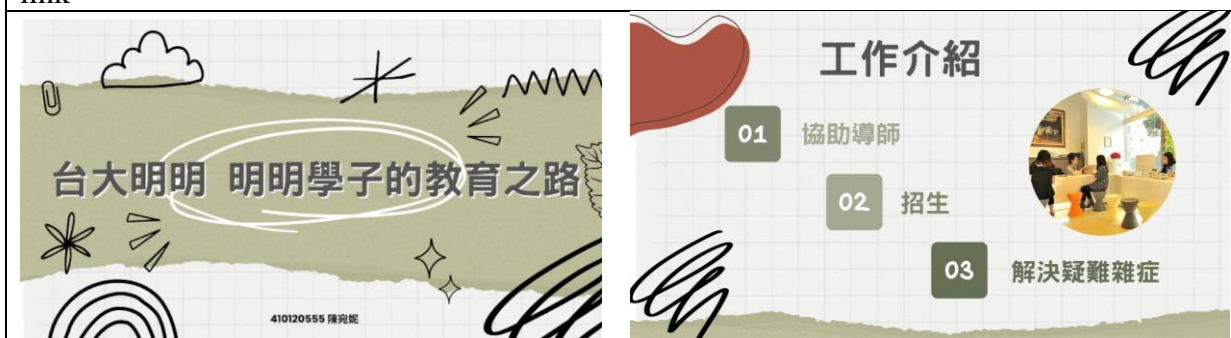 台大明明 明明學子的教育之路
410120555 陳宛妮
工作介紹
01 協助導師
02 招生
03 解決疑難雜症